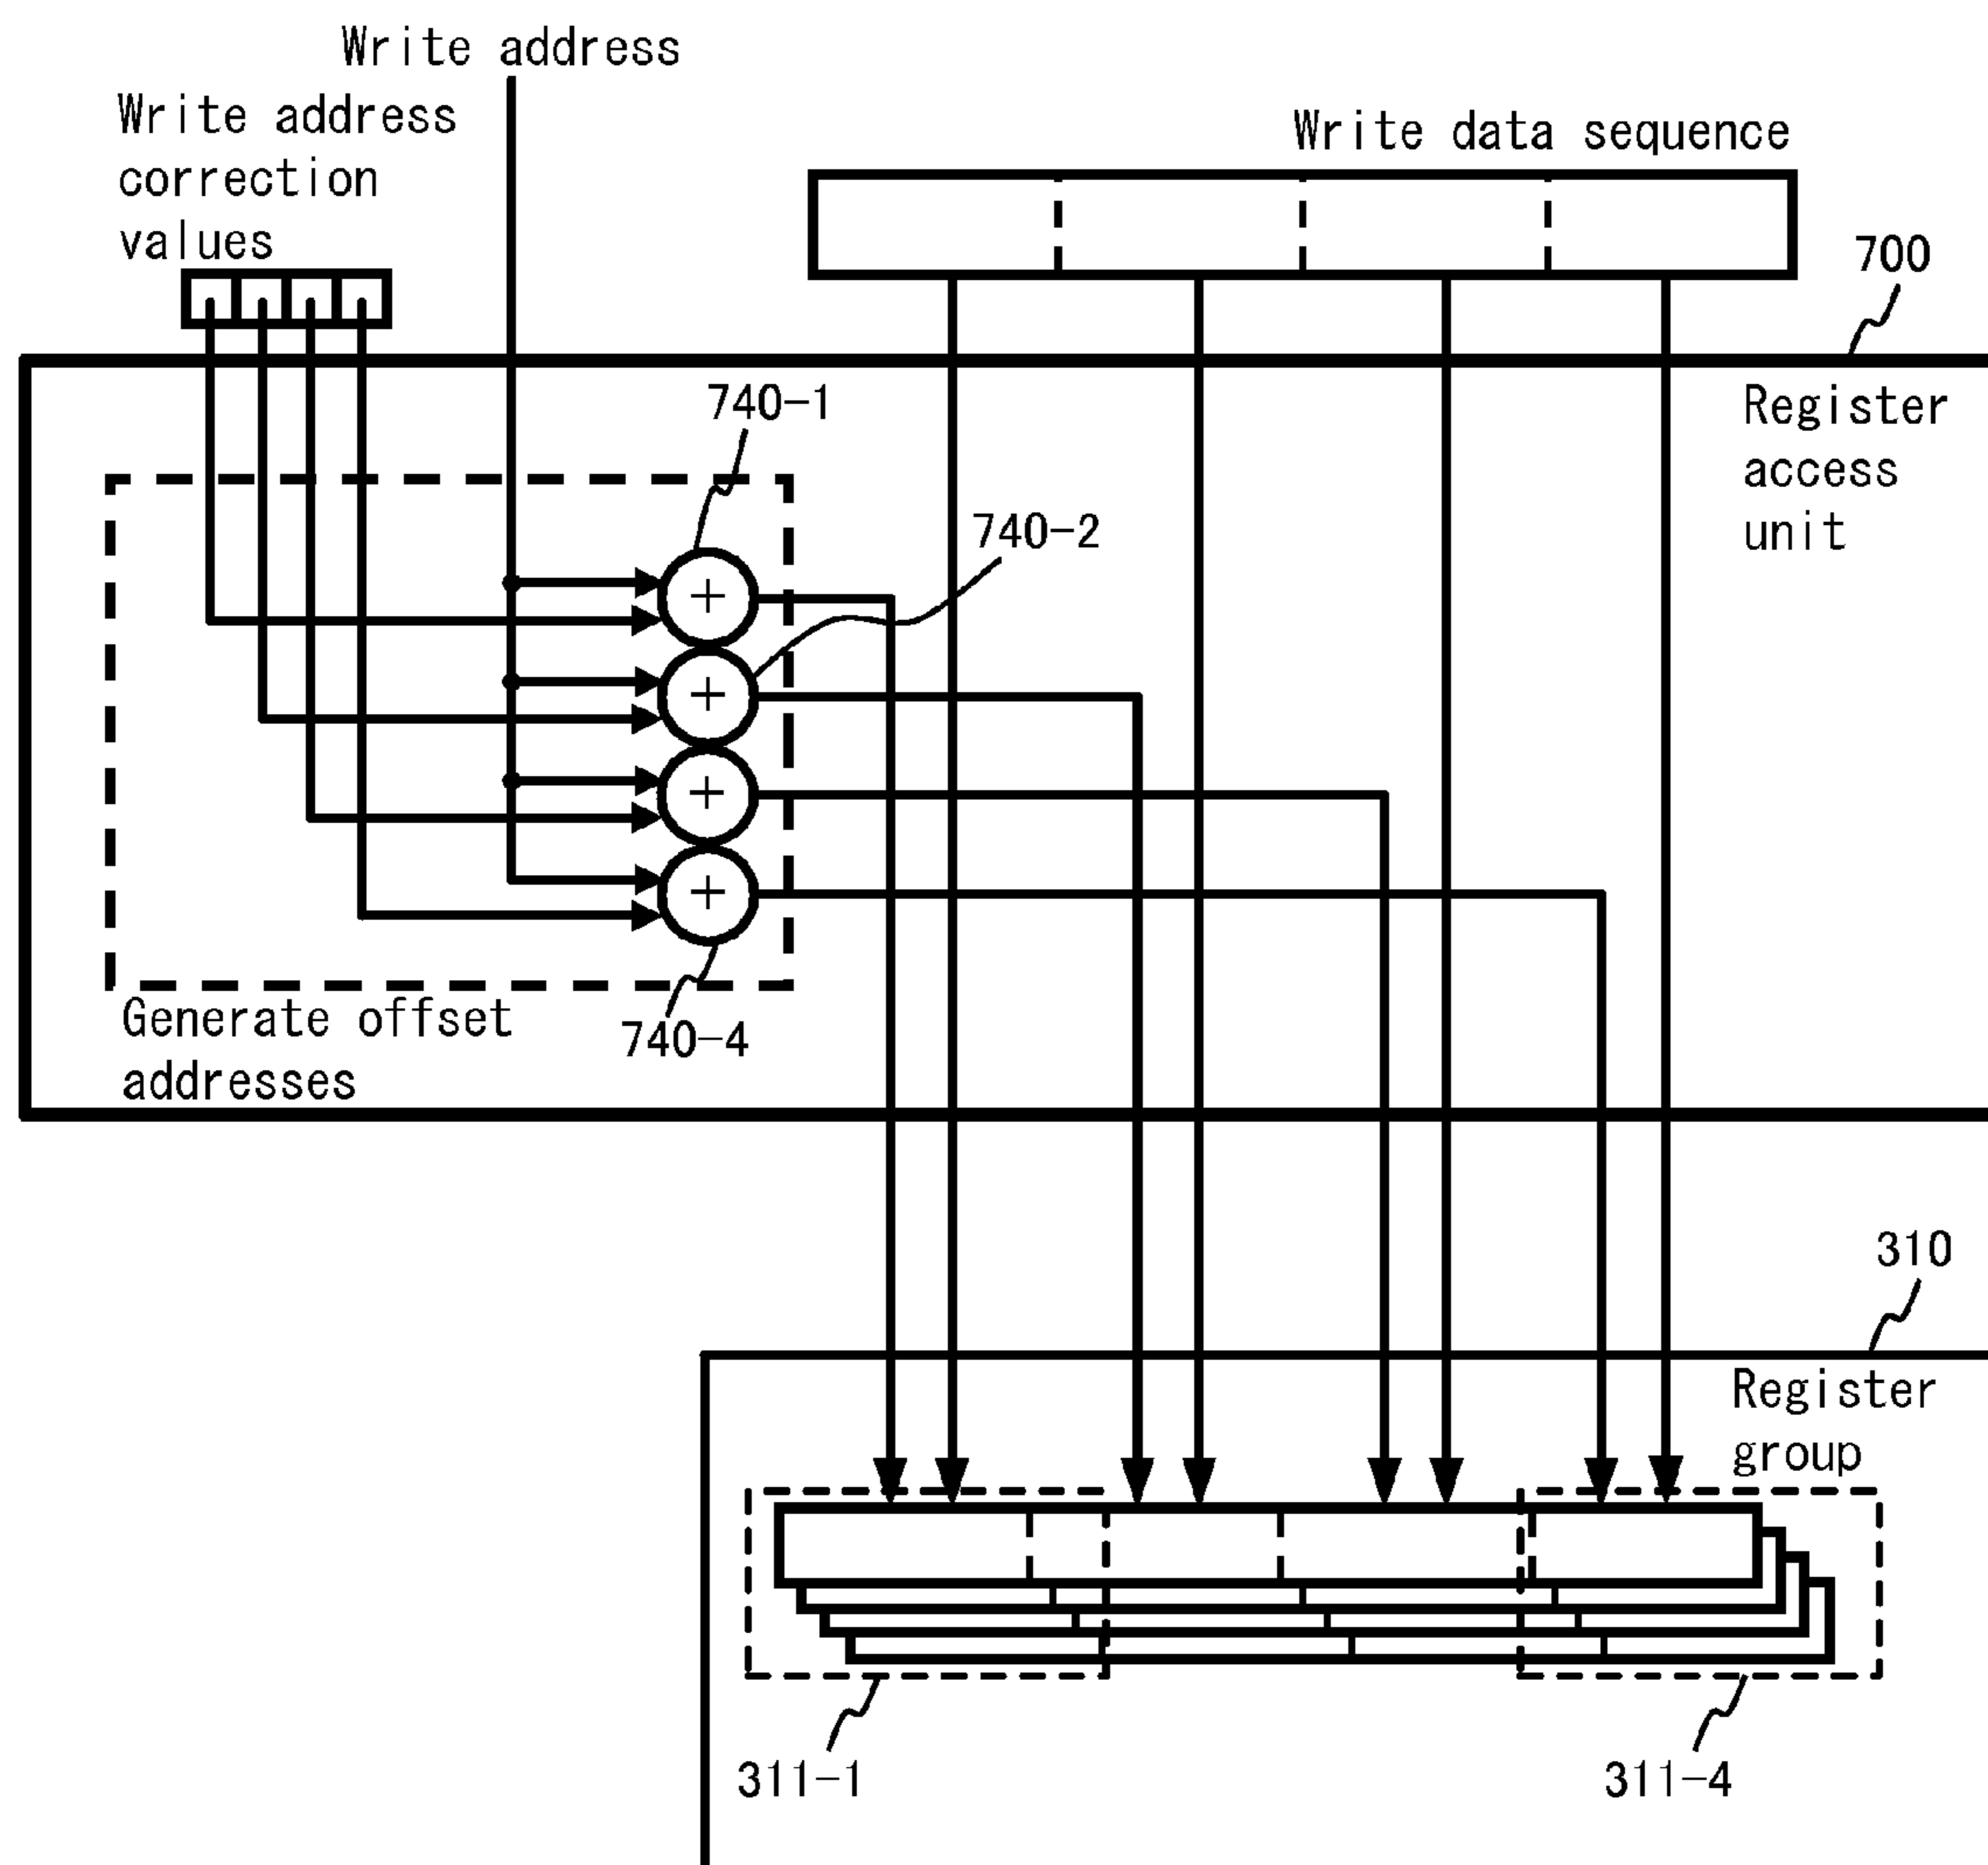 Write address
Write address
correction
values
Write data sequence
700
Register
access
unit
740-1
740-2
+
+
+
+
740-4
Generate offset
addresses
310
Register
group
311-1
311-4